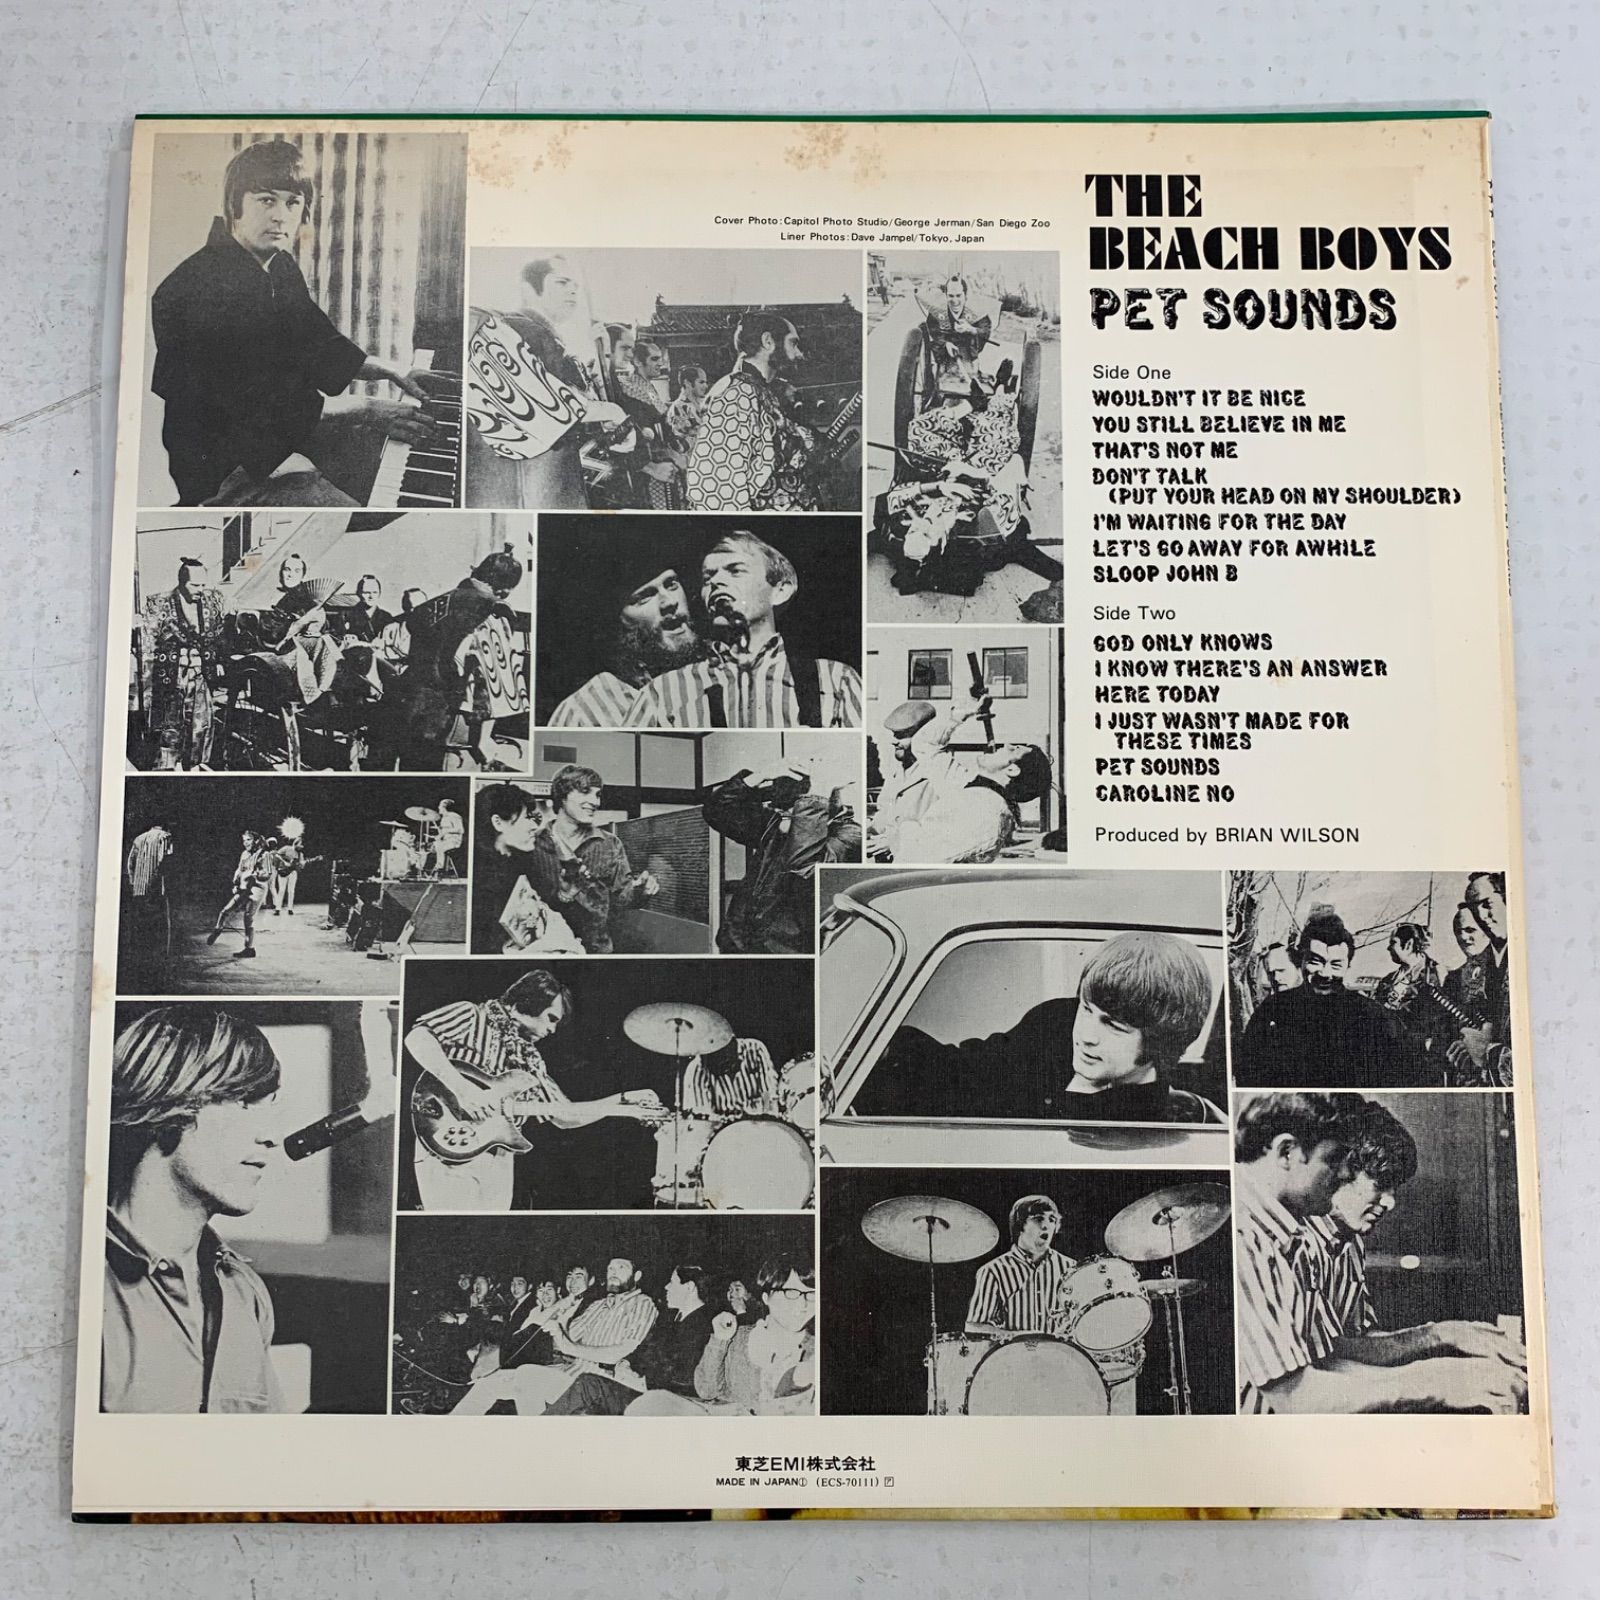 Cover Photo:Capitol Photo Studio/George Jerman/San Diego Zoo
Liner Photos:Dave Jampel/Tokyo, Japan
THE
BEACH BOYS
PET SOUNDS
Side One
WOULDN'T IT BE NICE
YOU STILL BELIEVE IN ME
THAT'S NOT ME
DON'T TALK
(PUT YOUR HEAD ON MY SHOULDER)
I'M WAITING FOR THE DAY
LET'S GO AWAY FOR AWHILE
SLOOP JOHN B
Side Two
GOD ONLY KNOWS
I KNOW THERE'S AN ANSWER
HERE TODAY
I JUST WASN'T MADE FOR
THESE TIMES
PET SOUNDS
CAROLINE NO
Produced by BRIAN WILSON
東芝EMI株式会社
MADE IN JAPAN① (ECS-70111) ㋐